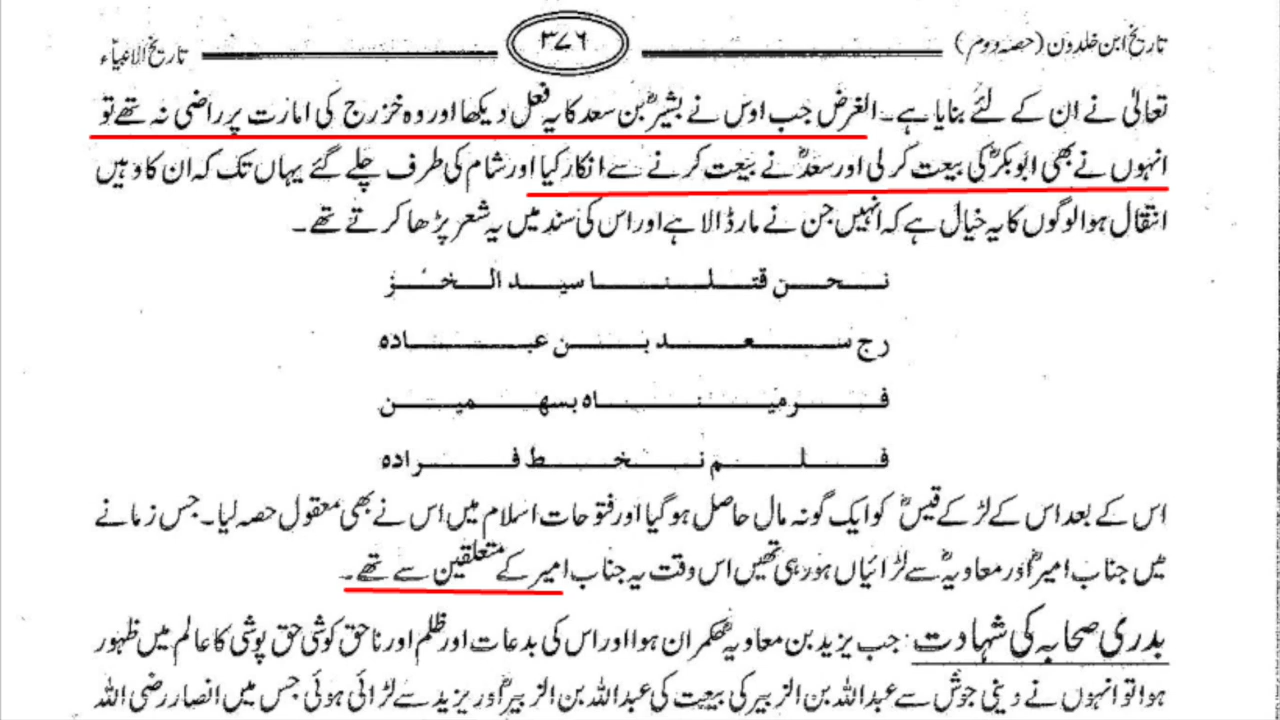 تاریخ ابن خلدون (حصہ دوم) ۳۷۶ تاریخ الانبیاء
تعالیٰ نے ان کے لئے بنایا ہے۔ الغرض جب اوس نے بشیرؓ بن سعد کا یہ فعل دیکھا اور وہ خزرج کی امارت پر راضی نہ تھے تو
انہوں نے بھی ابوبکرؓ کی بیعت کر لی اور سعدؓ نے بیعت کرنے سے انکار کیا اور شام کی طرف چلے گئے یہاں تک کہ ان کا وہیں
انتقال ہوا لوگوں کا یہ خیال ہے کہ انہیں جن نے مار ڈالا ہے اور اس کی سند میں یہ شعر پڑھا کرتے تھے۔
نحن قتلنا سید الخز
رج سعد بن عباده
فرمیناه بسهمین
فلم نخط فراده
اس کے بعد اس کے لڑکے قیسؓ کو ایک گونہ مال حاصل ہو گیا اور فتوحات اسلام میں اس نے بھی معقول حصہ لیا۔ جس زمانے
میں جناب امیرؓ اور معاویہؓ سے لڑائیاں ہو رہی تھیں اس وقت یہ جناب امیر کے متعلقین سے تھے۔
بدری صحابہ کی شہادت : جب یزید بن معاویہؓ حکمران ہوا اور اس کی بدعات اور ظلم اور ناحق کوشی حق پوشی کا عالم میں ظہور
ہوا تو انہوں نے دینی جوش سے عبداللہ بن الزبیر کی بیعت کی عبداللہ بن الزبیرؓ اور یزید سے لڑائی ہوئی جس میں انصار رضی اللہ